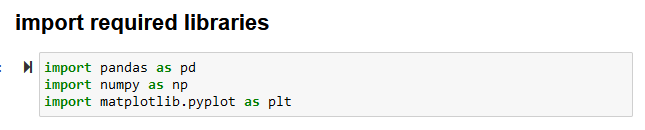 import required libraries
:
import pandas as pd
import numpy as np
import matplotlib.pyplot as plt